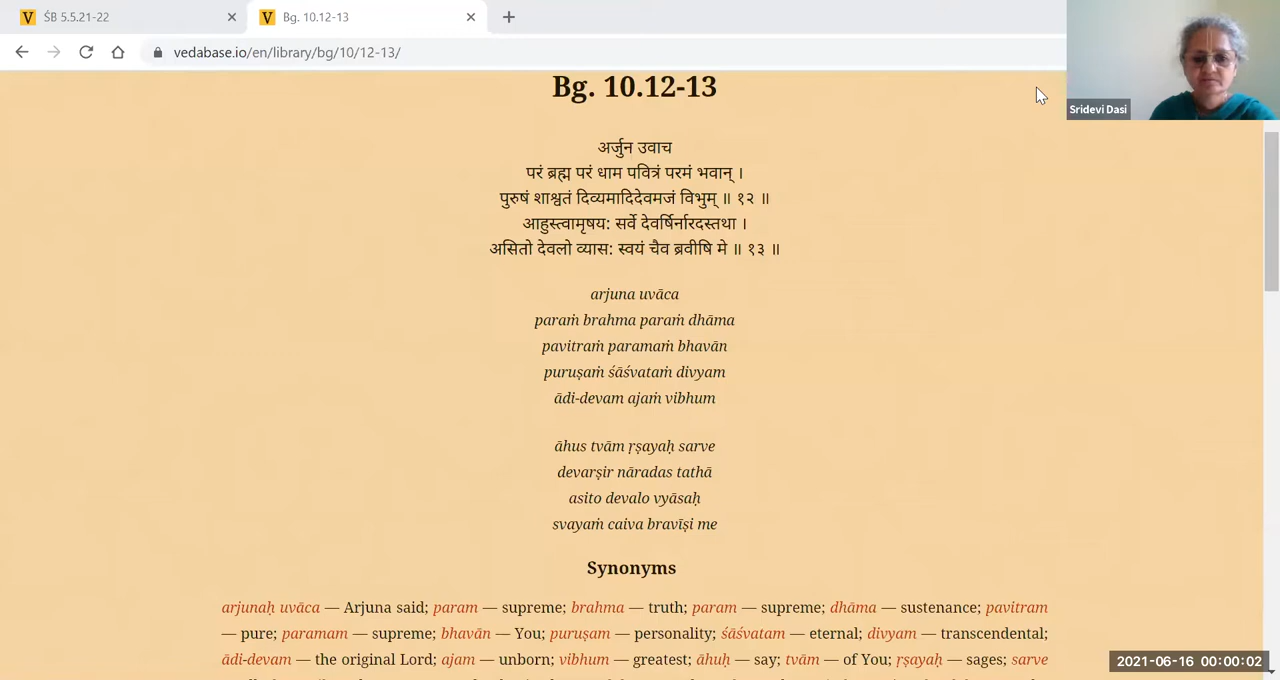 ŚB 5.5.21-22
Bg. 10.12-13
vedabase.io/en/library/bg/10/12-13/
Sridevi Dasi
Bg. 10.12-13
अर्जुन उवाच
परं ब्रह्म परं धाम पवित्रं परमं भवान् ।
पुरुषं शाश्वतं दिव्यमादिदेवमजं विभुम् ॥ १२ ॥
आहुस्त्वामृषय: सर्वे देवर्षिर्नारदस्तथा ।
असितो देवलो व्यास: स्वयं चैव ब्रवीषि मे ॥ १३ ॥
arjuna uvāca
paraṁ brahma paraṁ dhāma
pavitraṁ paramaṁ bhavān
puruṣaṁ śāśvataṁ divyam
ādi-devam ajaṁ vibhum
āhus tvām ṛṣayaḥ sarve
devarṣir nāradas tathā
asito devalo vyāsaḥ
svayaṁ caiva bravīṣi me
Synonyms
arjunaḥ uvāca — Arjuna said; param — supreme; brahma — truth; param — supreme; dhāma — sustenance; pavitram
— pure; paramam — supreme; bhavān — You; puruṣam — personality; śāśvatam — eternal; divyam — transcendental;
ādi-devam — the original Lord; ajam — unborn; vibhum — greatest; āhuḥ — say; tvām — of You; ṛṣayaḥ — sages; sarve
2021-06-16 00:00:02